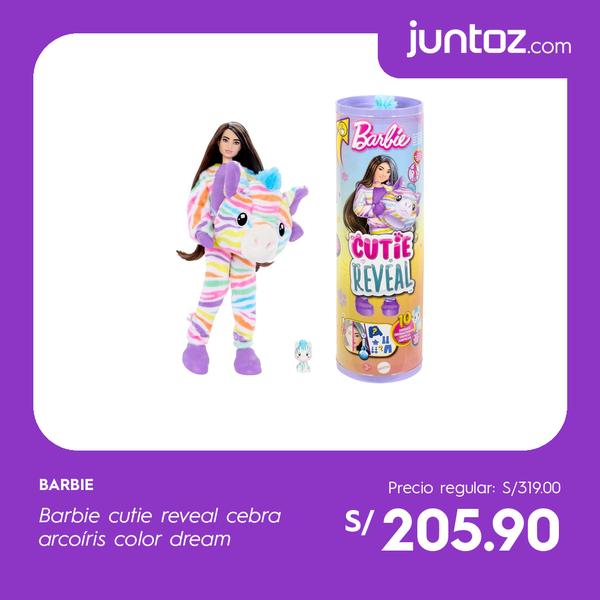 juntoz.com
Barbie
CUTIE
REVEAL
10
BARBIE
Barbie cutie reveal cebra
arcoíris color dream
Precio regular: S/319.00
S/ 205.90